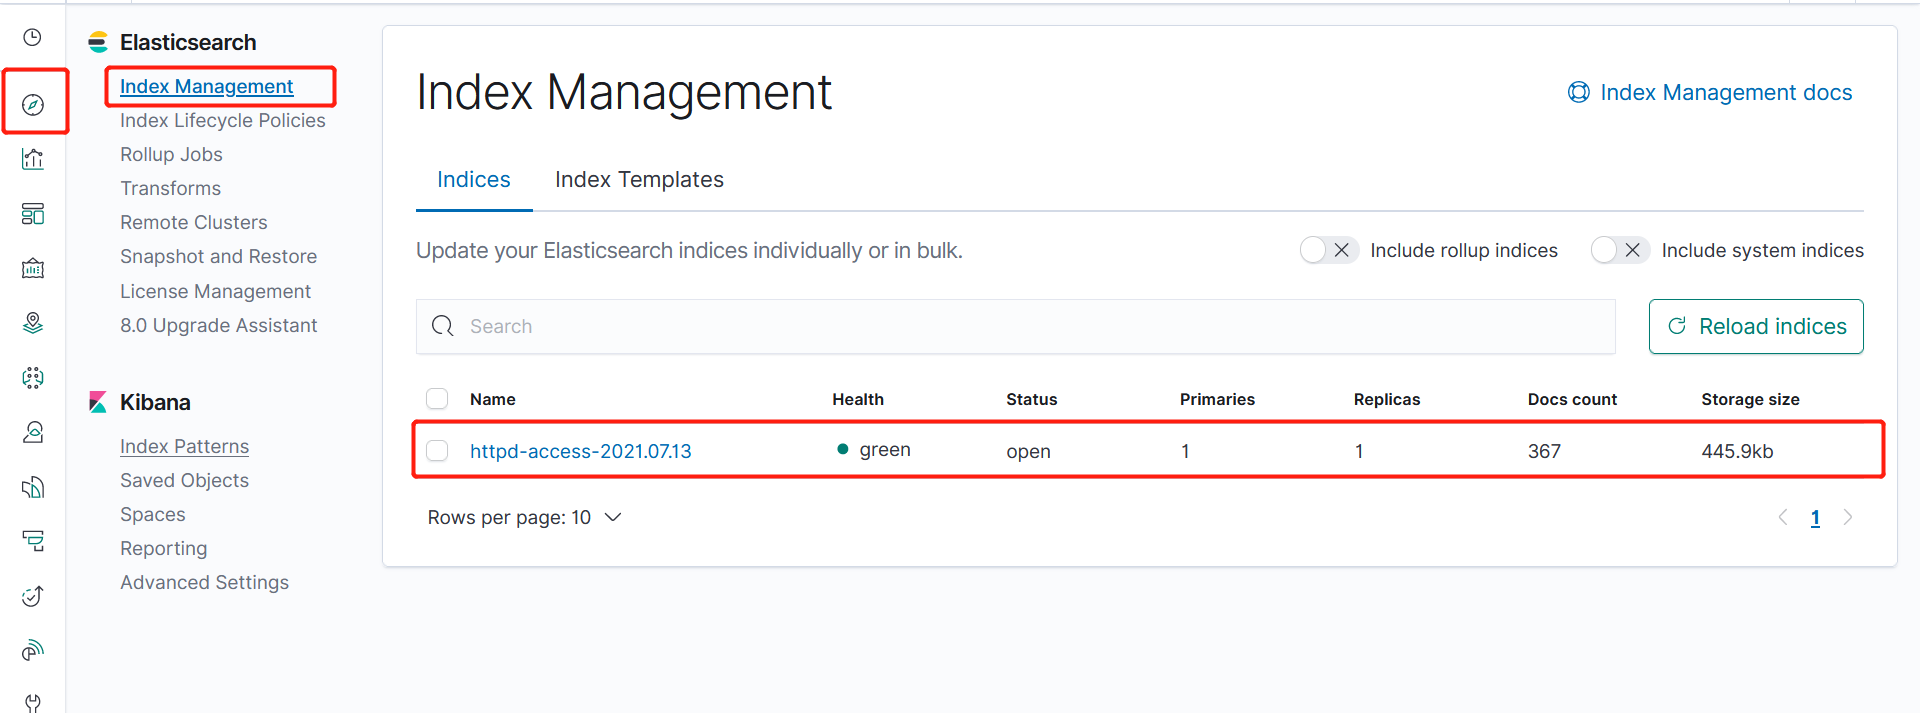 Elasticsearch
Index Management
Index Lifecycle Policies
Rollup Jobs
Transforms
Remote Clusters
Snapshot and Restore
License Management
8.0 Upgrade Assistant
Kibana
Index Patterns
Saved Objects
Spaces
Reporting
Advanced Settings
Index Management
Index Management docs
Indices Index Templates
Update your Elasticsearch indices individually or in bulk. Include rollup indices Include system indices
Search Reload indices
Name Health Status Primaries Replicas Docs count Storage size
httpd-access-2021.07.13 green open 1 1 367 445.9kb
Rows per page: 10 1